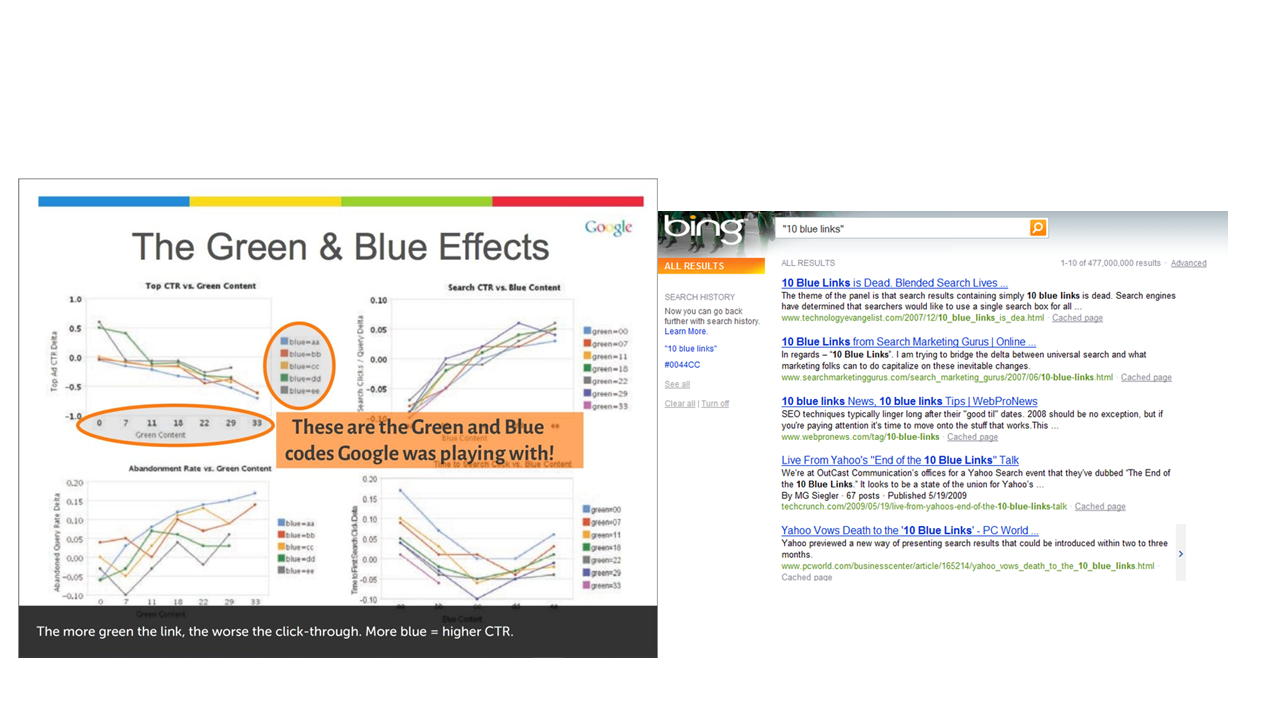 Google
The Green & Blue Effects
Top CTR vs. Green Content
1.0
0.5
0.0
−0.5
−1.0
Top Ad CTR Delta
0 7 11 18 22 29 33
Green Content
blue=aa
blue=bb
blue=cc
blue=dd
blue=ee
Search CTR vs. Blue Content
0.10
0.05
0.00
−0.05
−0.10
Search Clicks / Query Delta
Blue Content
green=00
green=07
green=11
green=18
green=22
green=29
green=33
These are the Green and Blue
codes Google was playing with!
Abandonment Rate vs. Green Content
0.20
0.15
0.10
0.05
0.00
−0.05
−0.10
Abandoned Query Rate Delta
0 7 11 18 22 29 33
Green Content
blue=aa
blue=bb
blue=cc
blue=dd
blue=ee
Time to Search Click vs. Blue Content
0.20
0.15
0.10
0.05
0.00
−0.05
−0.10
Time to First Search Click Delta
Blue Content
green=00
green=07
green=11
green=18
green=22
green=29
green=33
The more green the link, the worse the click-through. More blue = higher CTR.
bing
"10 blue links"
ALL RESULTS
SEARCH HISTORY
Now you can go back
further with search history.
Learn More.
"10 blue links"
#0044CC
See all
Clear all | Turn off
ALL RESULTS 1-10 of 477,000,000 results · Advanced
10 Blue Links is Dead. Blended Search Lives ...
The theme of the panel is that search results containing simply 10 blue links is dead. Search engines
have determined that searchers would like to use a single search box for all ...
www.technologyevangelist.com/2007/12/10_blue_links_is_dea.html · Cached page
10 Blue Links from Search Marketing Gurus | Online ...
In regards – "10 Blue Links". I am trying to bridge the delta between universal search and what
marketing folks can to do capitalize on these inevitable changes.
www.searchmarketinggurus.com/search_marketing_gurus/2007/06/10-blue-links.html · Cached page
10 blue links News, 10 blue links Tips | WebProNews
SEO techniques typically linger long after their "good til" dates. 2008 should be no exception, but if
you're paying attention it's time to move onto the stuff that works.This ...
www.webpronews.com/tag/10-blue-links · Cached page
Live From Yahoo's "End of the 10 Blue Links" Talk
We're at OutCast Communication's offices for a Yahoo Search event that they've dubbed "The End of
the 10 Blue Links." It looks to be a state of the union for Yahoo's ...
By MG Siegler · 67 posts · Published 5/19/2009
techcrunch.com/2009/05/19/live-from-yahoos-end-of-the-10-blue-links-talk · Cached page
Yahoo Vows Death to the '10 Blue Links' - PC World ...
Yahoo previewed a new way of presenting search results that could be introduced within two to three
months.
www.pcworld.com/businesscenter/article/165214/yahoo_vows_death_to_the_10_blue_links.html ·
Cached page